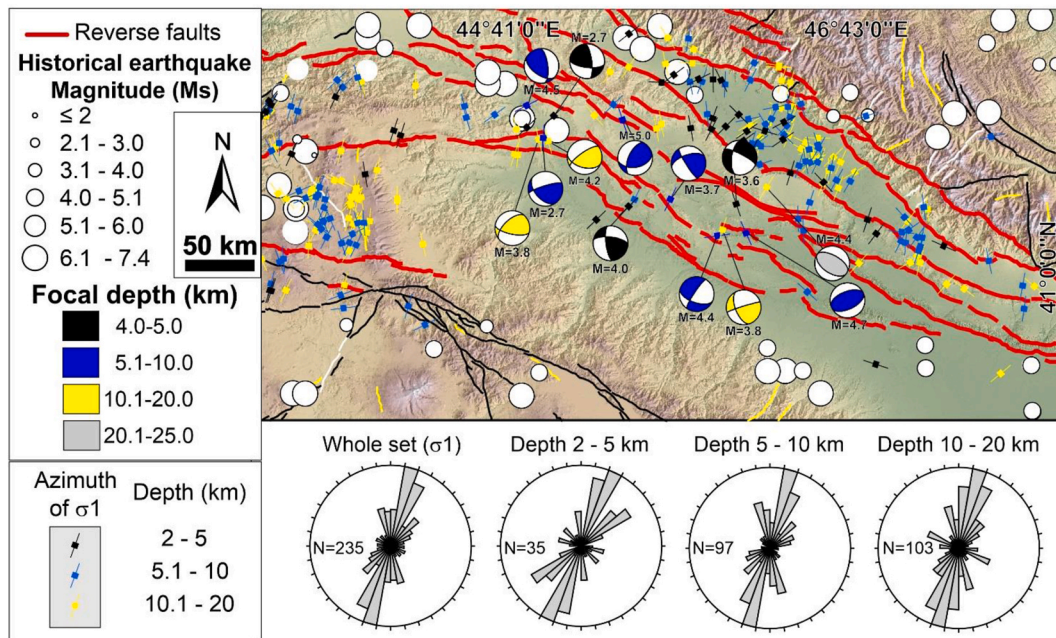 Reverse faults
Historical earthquake
Magnitude (Ms)
≤ 2
2.1 - 3.0
3.1 - 4.0
4.0 - 5.1
5.1 - 6.0
6.1 - 7.4
N
50 km
Focal depth (km)
4.0-5.0
5.1-10.0
10.1-20.0
20.1-25.0
Azimuth
of σ1
Depth (km)
2 - 5
5.1 - 10
10.1 - 20
44°41'0"E
46°43'0"E
41°0'0"N
M=2.7
M=4.5
M=5.0
M=4.2
M=3.7
M=3.6
M=2.7
M=3.8
M=4.0
M=4.4
M=4.4
M=3.8
M=4.7
Whole set (σ1)
Depth 2 - 5 km
Depth 5 - 10 km
Depth 10 - 20 km
N=235
N=35
N=97
N=103